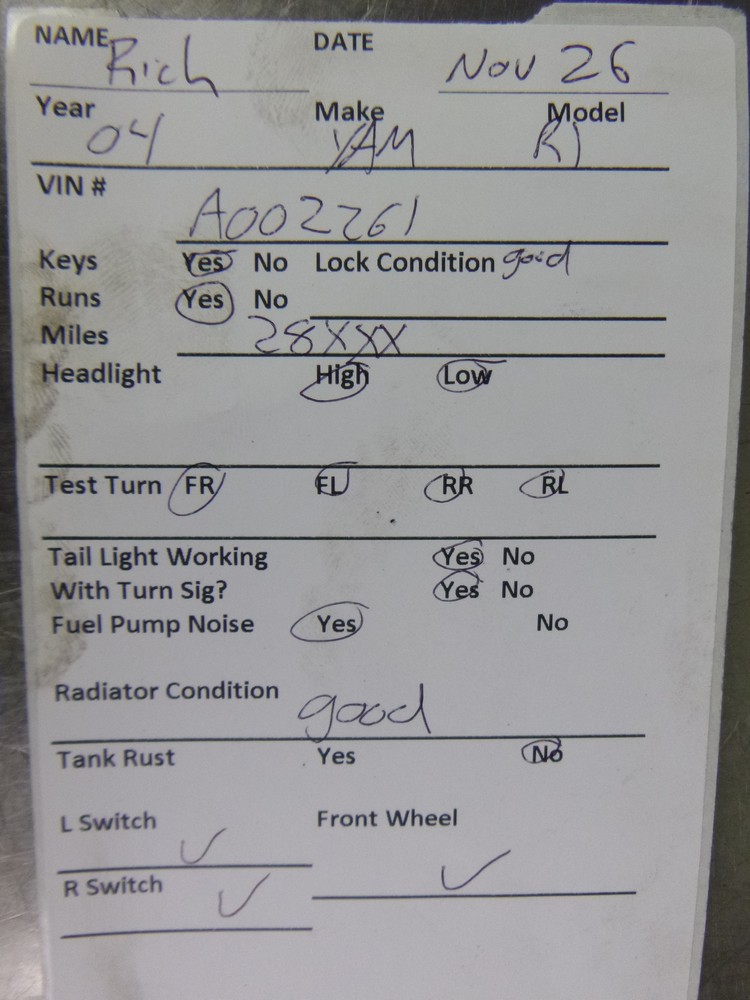 NAME Rich DATE Nov 26
Year 04 Make YAM Model R1
VIN # A002261
Keys Yes No Lock Condition good
Runs Yes No
Miles 28XXX
Headlight High Low
Test Turn FR FL RR RL
Tail Light Working Yes No
With Turn Sig? Yes No
Fuel Pump Noise Yes No
Radiator Condition good
Tank Rust Yes No
L Switch ✓ Front Wheel ✓
R Switch ✓